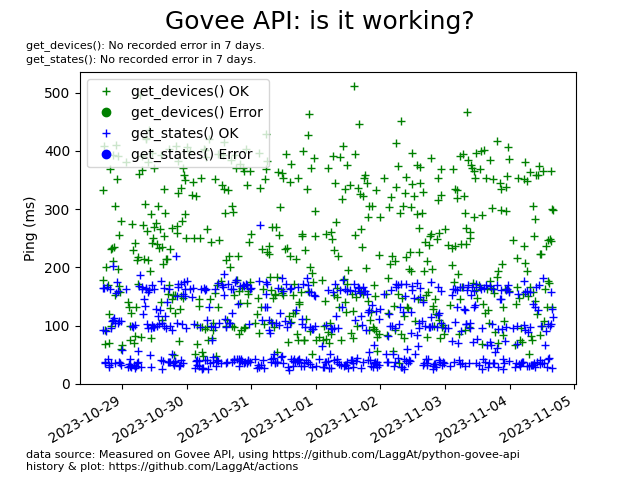 Govee API: is it working?
get_devices(): No recorded error in 7 days.
get_states(): No recorded error in 7 days.
get_devices() OK
get_devices() Error
get_states() OK
get_states() Error
Ping (ms)
500
400
300
200
100
0
2023-10-29
2023-10-30
2023-10-31
2023-11-01
2023-11-02
2023-11-03
2023-11-04
2023-11-05
data source: Measured on Govee API, using https://github.com/LaggAt/python-govee-api
history & plot: https://github.com/LaggAt/actions